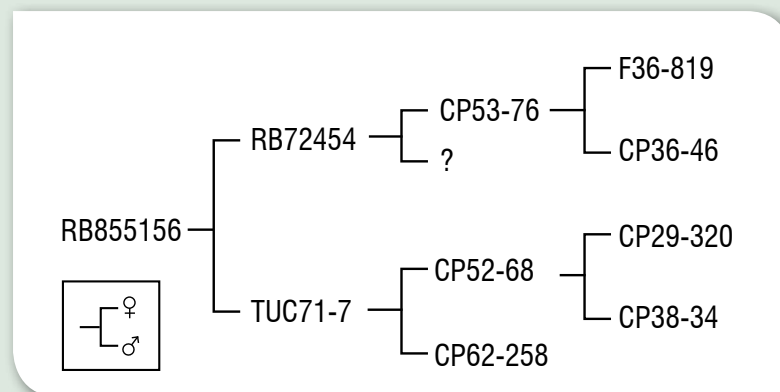 F36-819
CP53-76
RB72454
CP36-46
?
RB855156
CP29-320
CP52-68
TUC71-7
CP38-34
CP62-258
♀
♂